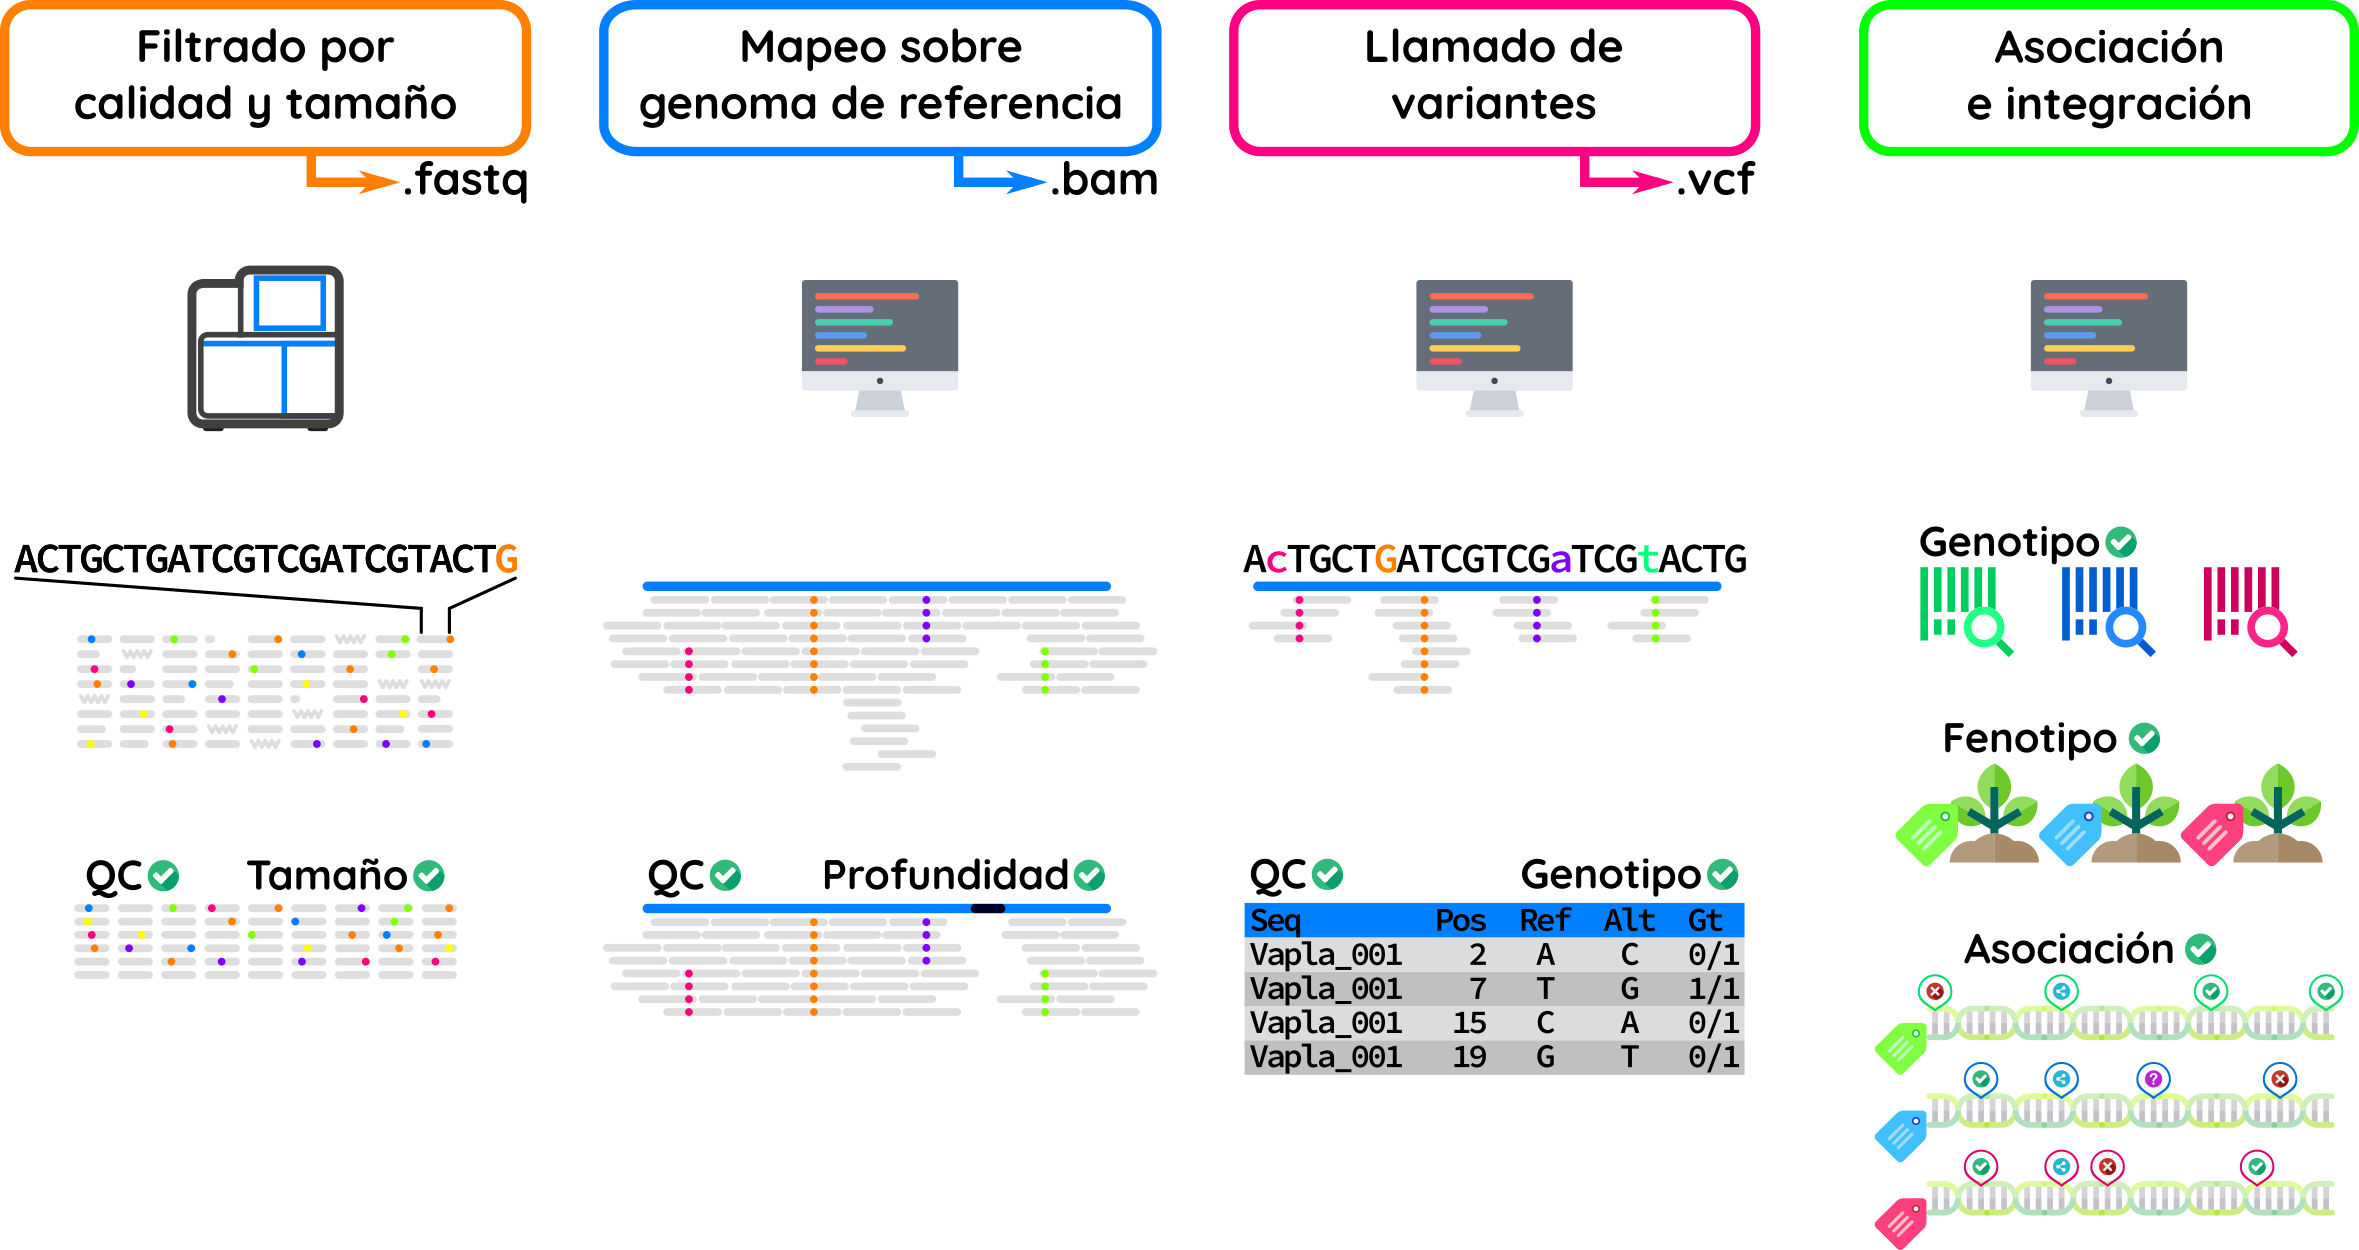 Filtrado por
calidad y tamaño
.fastq
ACTGCTGATCGTCGATCGTACTG
QC
Tamaño
Mapeo sobre
genoma de referencia
.bam
QC
Profundidad
Llamado de
variantes
.vcf
AcTGCTGATCGTCGaTCGtACTG
QC
Genotipo
Seq Pos Ref Alt Gt
Vapla_001 2 A C 0/1
Vapla_001 7 T G 1/1
Vapla_001 15 C A 0/1
Vapla_001 19 G T 0/1
Asociación
e integración
Genotipo
Fenotipo
Asociación
?